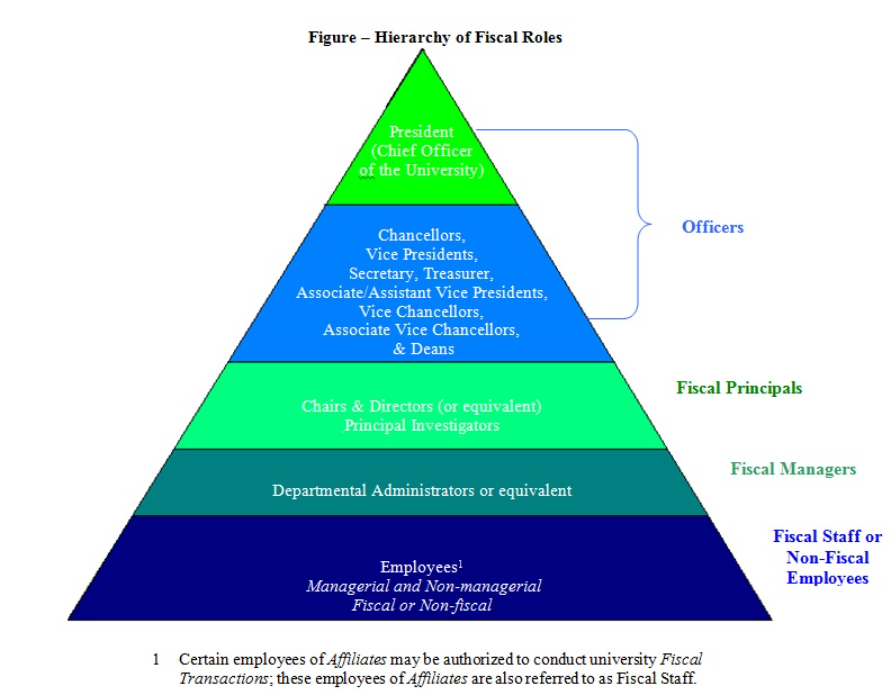 Figure – Hierarchy of Fiscal Roles
President
(Chief Officer
of the University)
Officers
Chancellors,
Vice Presidents,
Secretary, Treasurer,
Associate/Assistant Vice Presidents,
Vice Chancellors,
Associate Vice Chancellors,
& Deans
Fiscal Principals
Chairs & Directors (or equivalent)
Principal Investigators
Fiscal Managers
Departmental Administrators or equivalent
Fiscal Staff or
Non-Fiscal
Employees
Employees¹
Managerial and Non-managerial
Fiscal or Non-fiscal
1 Certain employees of Affiliates may be authorized to conduct university Fiscal
Transactions; these employees of Affiliates are also referred to as Fiscal Staff.